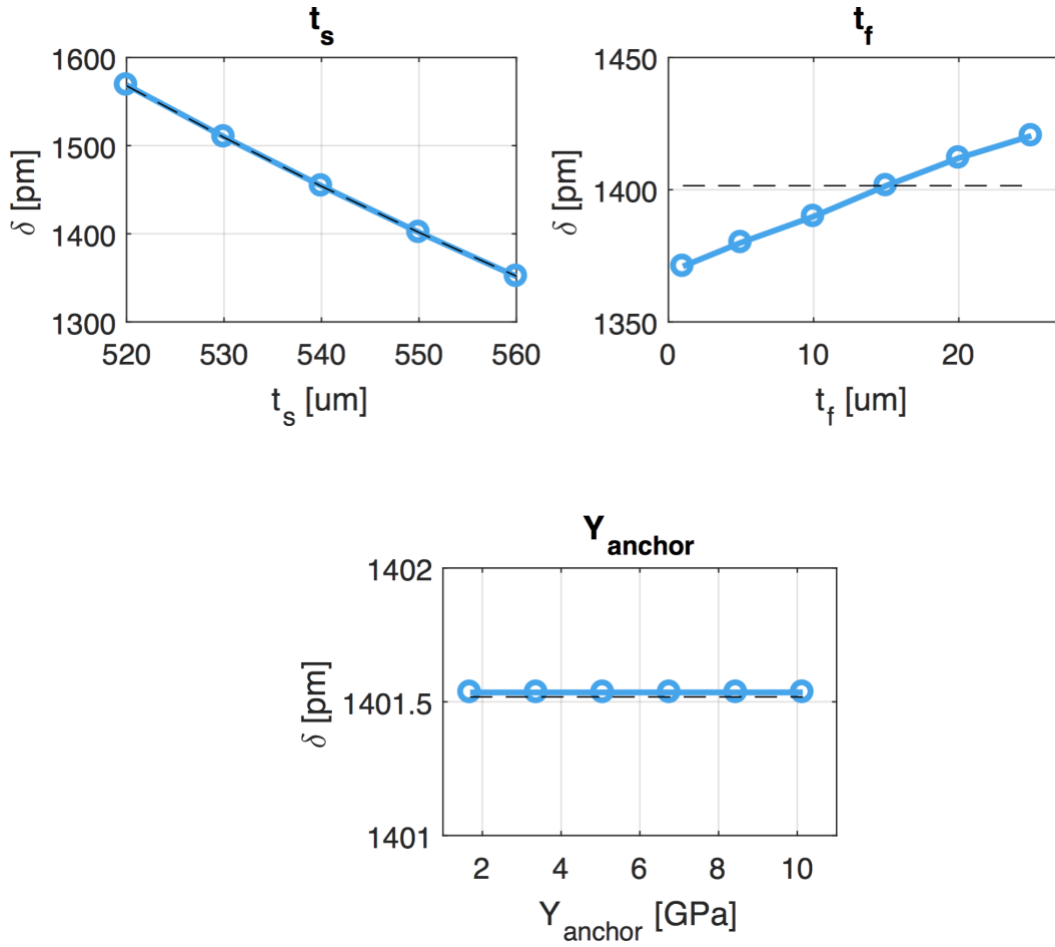 t_s
1600
1500
1400
1300
δ [pm]
520 530 540 550 560
t_s [um]
t_f
1450
1400
1350
δ [pm]
0 10 20
t_f [um]
Y_anchor
1402
1401.5
1401
δ [pm]
2 4 6 8 10
Y_anchor [GPa]